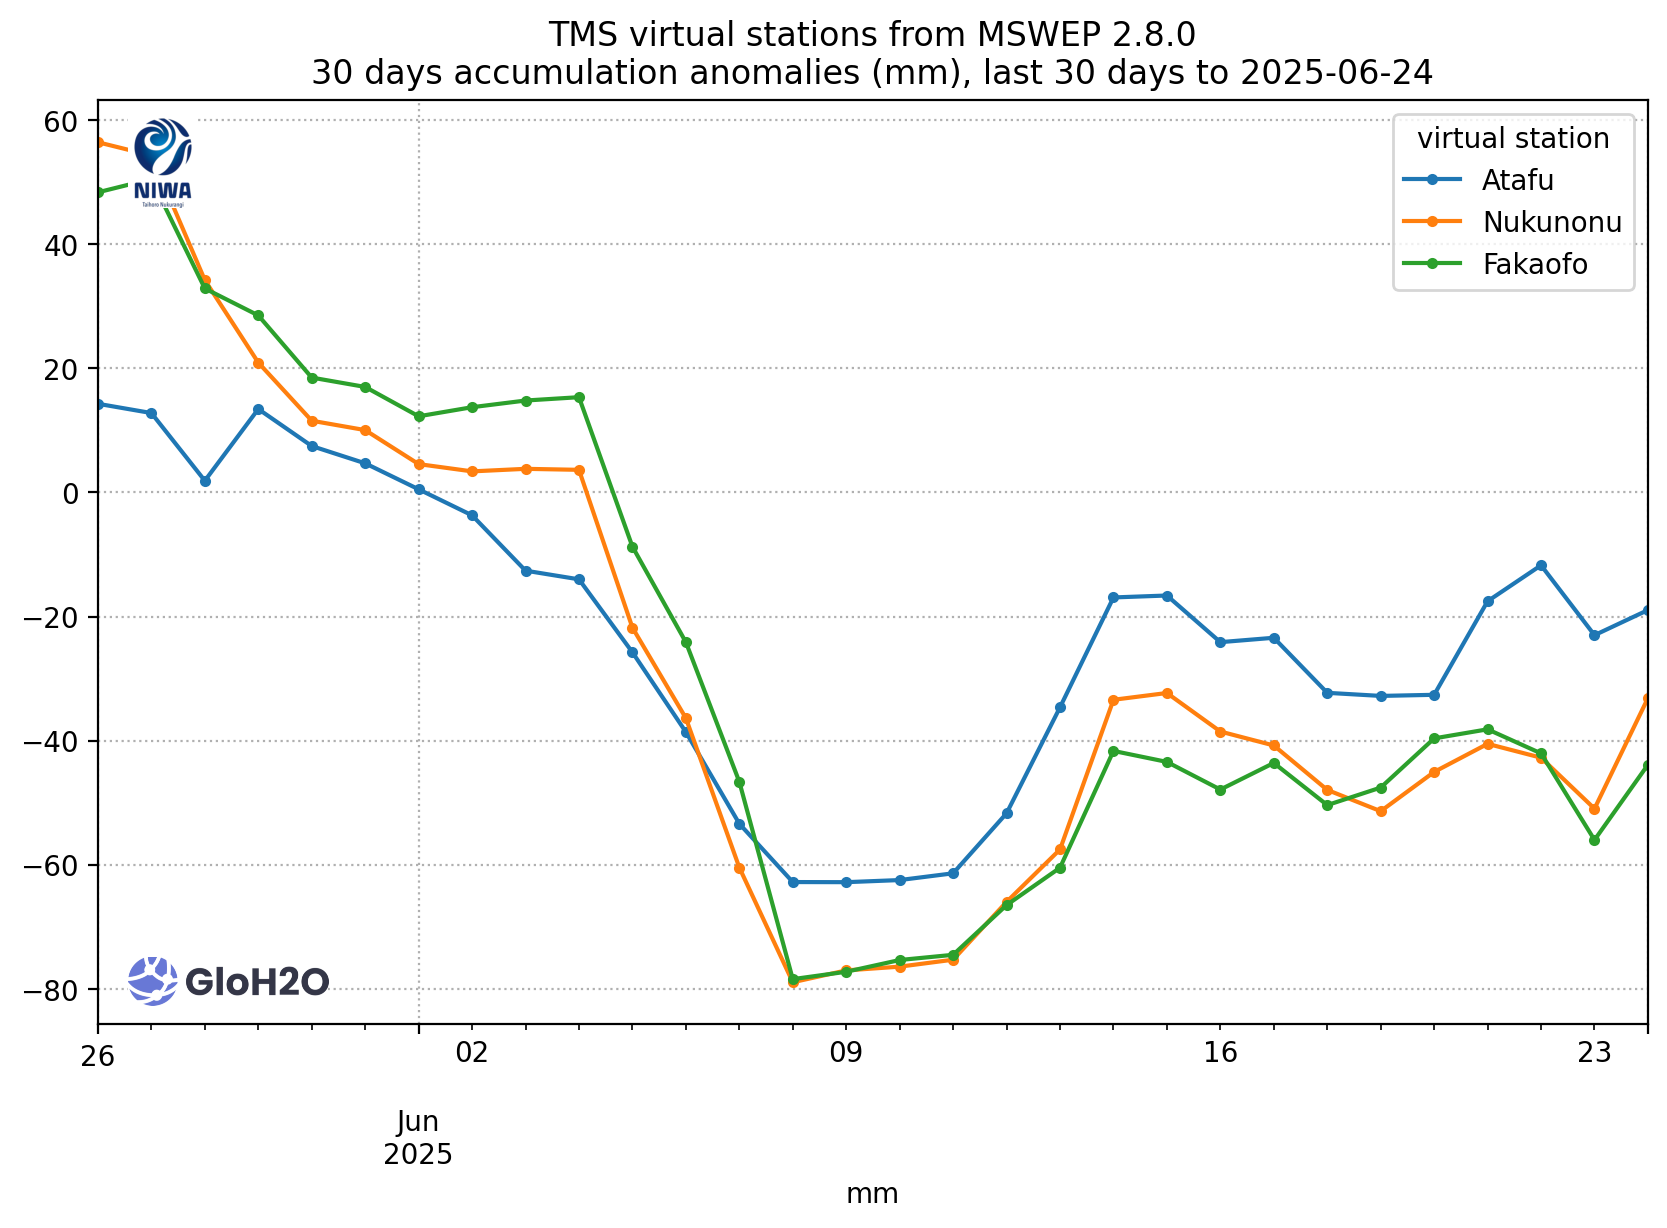 TMS virtual stations from MSWEP 2.8.0
30 days accumulation anomalies (mm), last 30 days to 2025-06-24
virtual station
Atafu
Nukunonu
Fakaofo
NIWA
Taihoro Nukurangi
60
40
20
0
−20
−40
−60
−80
GloH2O
26
02
09
16
23
Jun
2025
mm